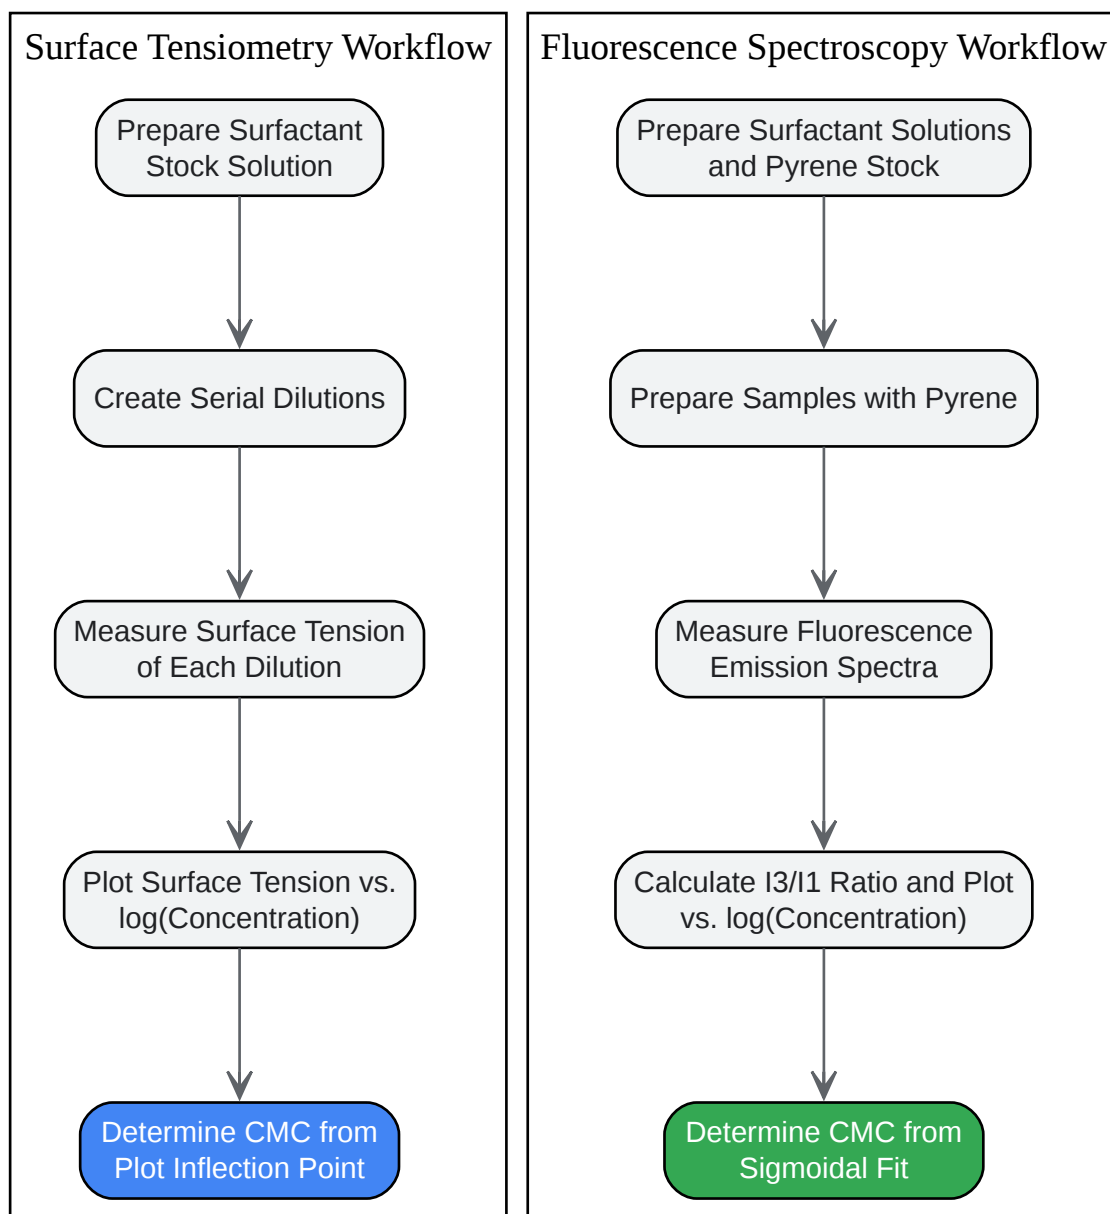 Surface Tensiometry Workflow
Prepare Surfactant
Stock Solution
Create Serial Dilutions
Measure Surface Tension
of Each Dilution
Plot Surface Tension vs.
log(Concentration)
Determine CMC from
Plot Inflection Point
Fluorescence Spectroscopy Workflow
Prepare Surfactant Solutions
and Pyrene Stock
Prepare Samples with Pyrene
Measure Fluorescence
Emission Spectra
Calculate I3/I1 Ratio and Plot
vs. log(Concentration)
Determine CMC from
Sigmoidal Fit